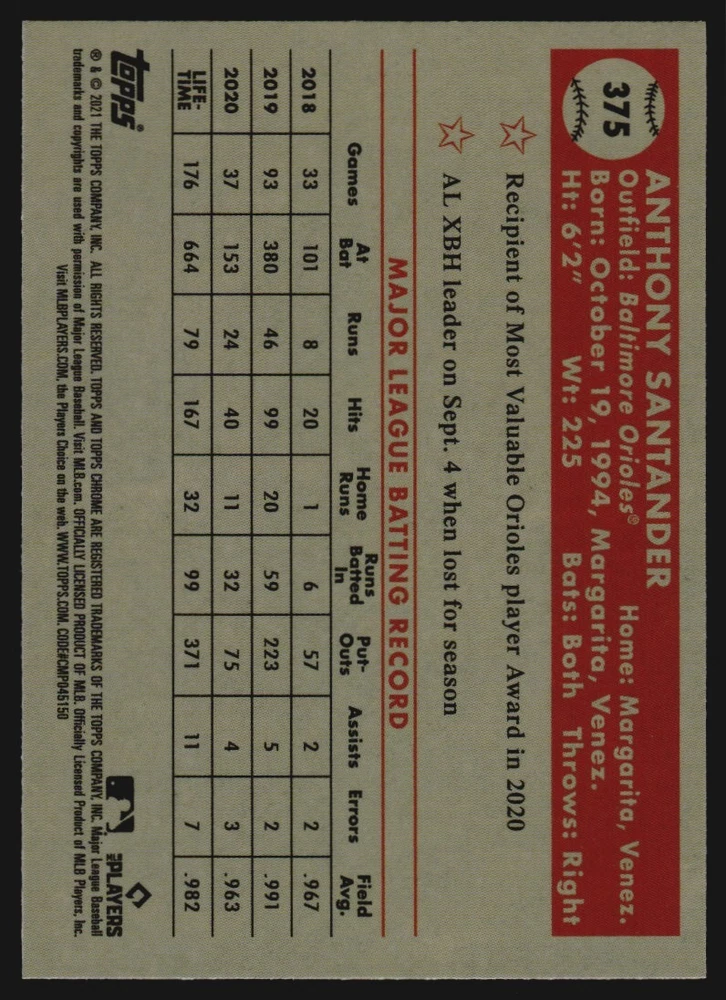 375
ANTHONY SANTANDER
Outfield: Baltimore Orioles® Home: Margarita, Venez.
Born: October 19, 1994, Margarita, Venez.
Ht: 6'2" Wt: 225 Bats: Both Throws: Right
Recipient of Most Valuable Orioles player Award in 2020
AL XBH leader on Sept. 4 when lost for season
MAJOR LEAGUE BATTING RECORD
Games At Bat Runs Hits Home Runs Runs Batted In Put-Outs Assists Errors Field Avg.
2018 33 101 8 20 1 6 57 2 2 .967
2019 93 380 46 99 20 59 223 5 2 .991
2020 37 153 24 40 11 32 75 4 3 .963
LIFE-TIME 176 664 79 167 32 99 371 11 7 .982
topps®
MLB PLAYERS
® & © 2021 THE TOPPS COMPANY, INC. ALL RIGHTS RESERVED. TOPPS AND TOPPS CHROME ARE REGISTERED TRADEMARKS OF THE TOPPS COMPANY, INC. Major League Baseball
trademarks and copyrights are used with permission of Major League Baseball. Visit MLB.com. OFFICIALLY LICENSED PRODUCT OF MLB. Officially Licensed Product of MLB Players, Inc.
Visit MLBPLAYERS.COM, the Players Choice on the web. WWW.TOPPS.COM. CODE#CMP045150